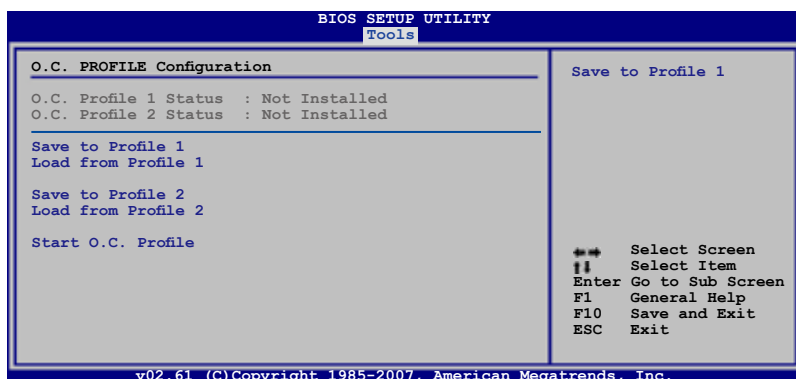 BIOS SETUP UTILITY
Tools
O.C. PROFILE Configuration
O.C. Profile 1 Status : Not Installed
O.C. Profile 2 Status : Not Installed
Save to Profile 1
Load from Profile 1
Save to Profile 2
Load from Profile 2
Start O.C. Profile
Save to Profile 1
Select Screen
Select Item
Enter Go to Sub Screen
F1 General Help
F10 Save and Exit
ESC Exit
v02.61 (C)Copyright 1985-2007, American Megatrends, Inc.